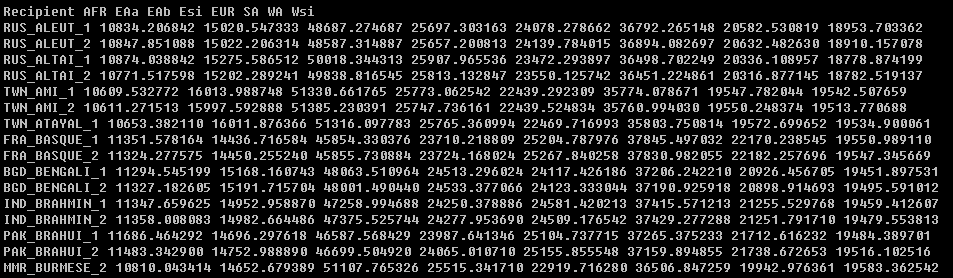 Recipient AFR EAa EAb Esi EUR SA WA Wsi
RUS_ALEUT_1 10834.206842 15020.547333 48687.274687 25697.303163 24078.278662 36792.265148 20582.530819 18953.703362
RUS_ALEUT_2 10847.851088 15022.206314 48587.314887 25657.200813 24139.784015 36894.082697 20632.482630 18910.157078
RUS_ALTAI_1 10874.038842 15275.586512 50018.344313 25907.965536 23472.293897 36498.702249 20336.108957 18778.874199
RUS_ALTAI_2 10771.517598 15202.289241 49838.816545 25813.132847 23550.125742 36451.224861 20316.877145 18782.519137
TWN_AMI_1 10609.532772 16013.988748 51330.661765 25773.062542 22439.292309 35774.078671 19547.782044 19542.507659
TWN_AMI_2 10611.271513 15997.592888 51385.230391 25747.736161 22439.524834 35760.994030 19550.248374 19513.770688
TWN_ATAYAL_1 10653.382110 16011.876366 51316.097783 25765.360994 22469.716993 35803.750814 19572.699652 19534.900061
FRA_BASQUE_1 11351.578164 14436.716584 45854.330376 23710.218809 25204.787976 37845.497032 22170.238545 19550.989110
FRA_BASQUE_2 11324.277575 14450.255240 45855.730884 23724.168024 25267.840258 37830.982055 22182.257696 19547.345669
BGD_BENGALI_1 11294.545199 15168.160743 48063.510964 24513.296024 24117.426186 37206.242210 20926.456705 19451.897531
BGD_BENGALI_2 11327.182605 15191.715704 48001.490440 24533.377066 24123.333044 37190.925918 20898.914693 19495.591012
IND_BRAHMIN_1 11347.659625 14952.958870 47258.994688 24250.378886 24581.420213 37415.571213 21255.529768 19459.412607
IND_BRAHMIN_2 11358.008083 14982.664486 47375.525744 24277.953690 24509.176542 37429.277288 21251.791710 19479.553813
PAK_BRAHUI_1 11686.464292 14696.297618 46587.568429 23987.641346 25104.737715 37265.375233 21712.616232 19484.389701
PAK_BRAHUI_2 11483.342900 14752.988890 46699.504920 24065.010710 25155.855548 37159.894855 21738.672653 19516.102516
MMR_BURMESE_2 10810.043414 14652.679389 51107.765326 25515.341710 22919.716280 36506.847259 19942.976361 19583.362542